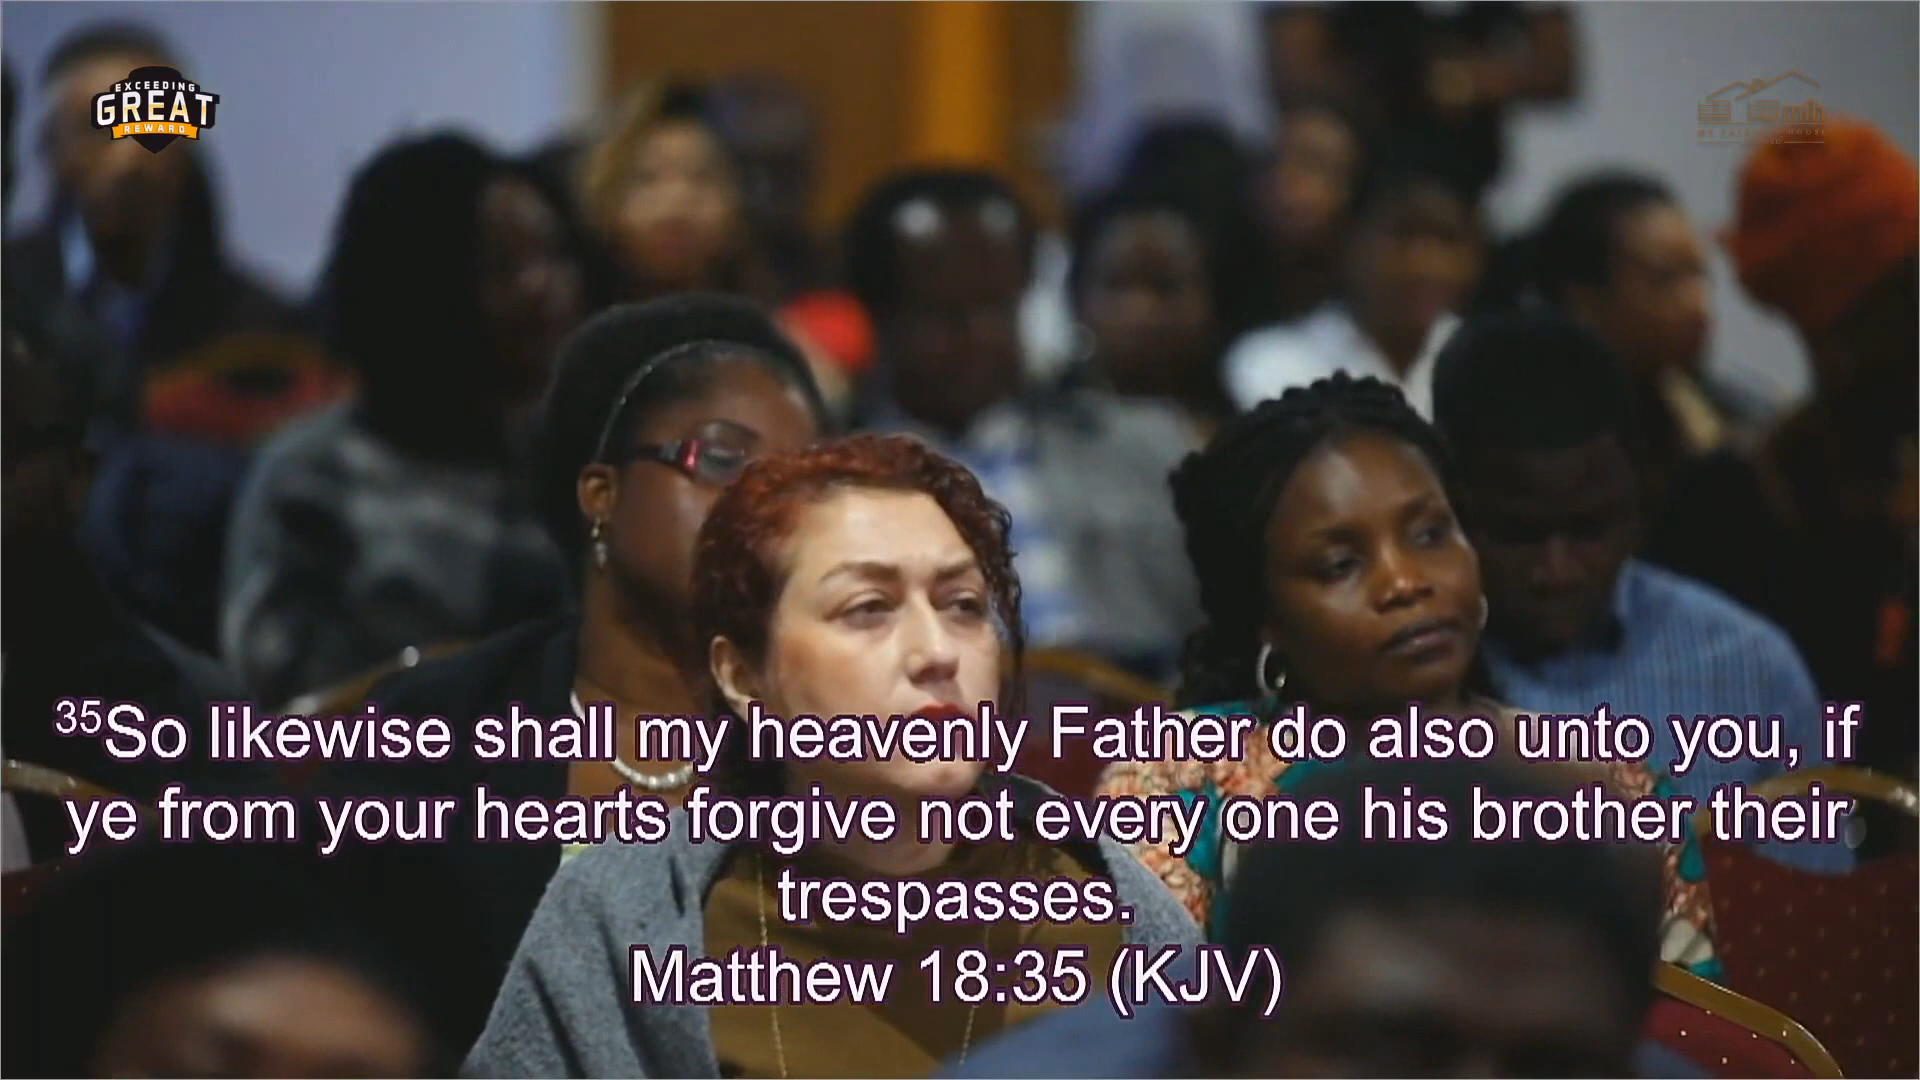 EXCEEDING
GREAT
REWARD
³⁵So likewise shall my heavenly Father do also unto you, if
ye from your hearts forgive not every one his brother their
trespasses.
Matthew 18:35 (KJV)